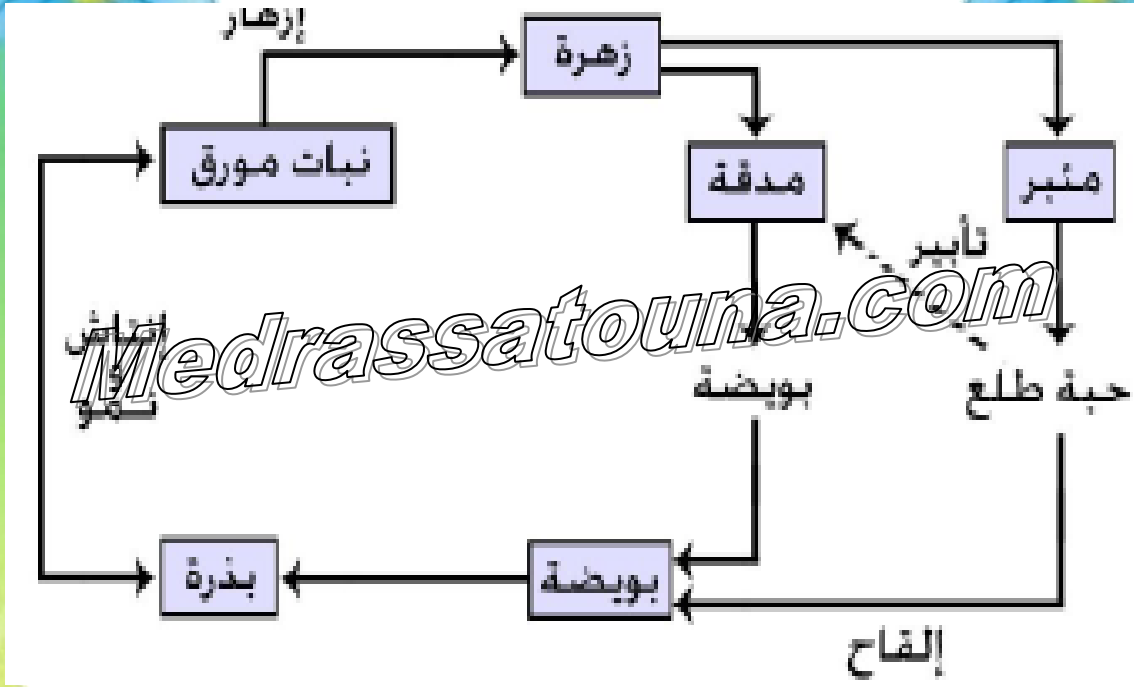 إزهار
زهرة
نبات مورق
مدقة
مئبر
تأبير
Medrassatouna.com
بويضة
حبة طلع
بذرة
بويضة
إلقاح